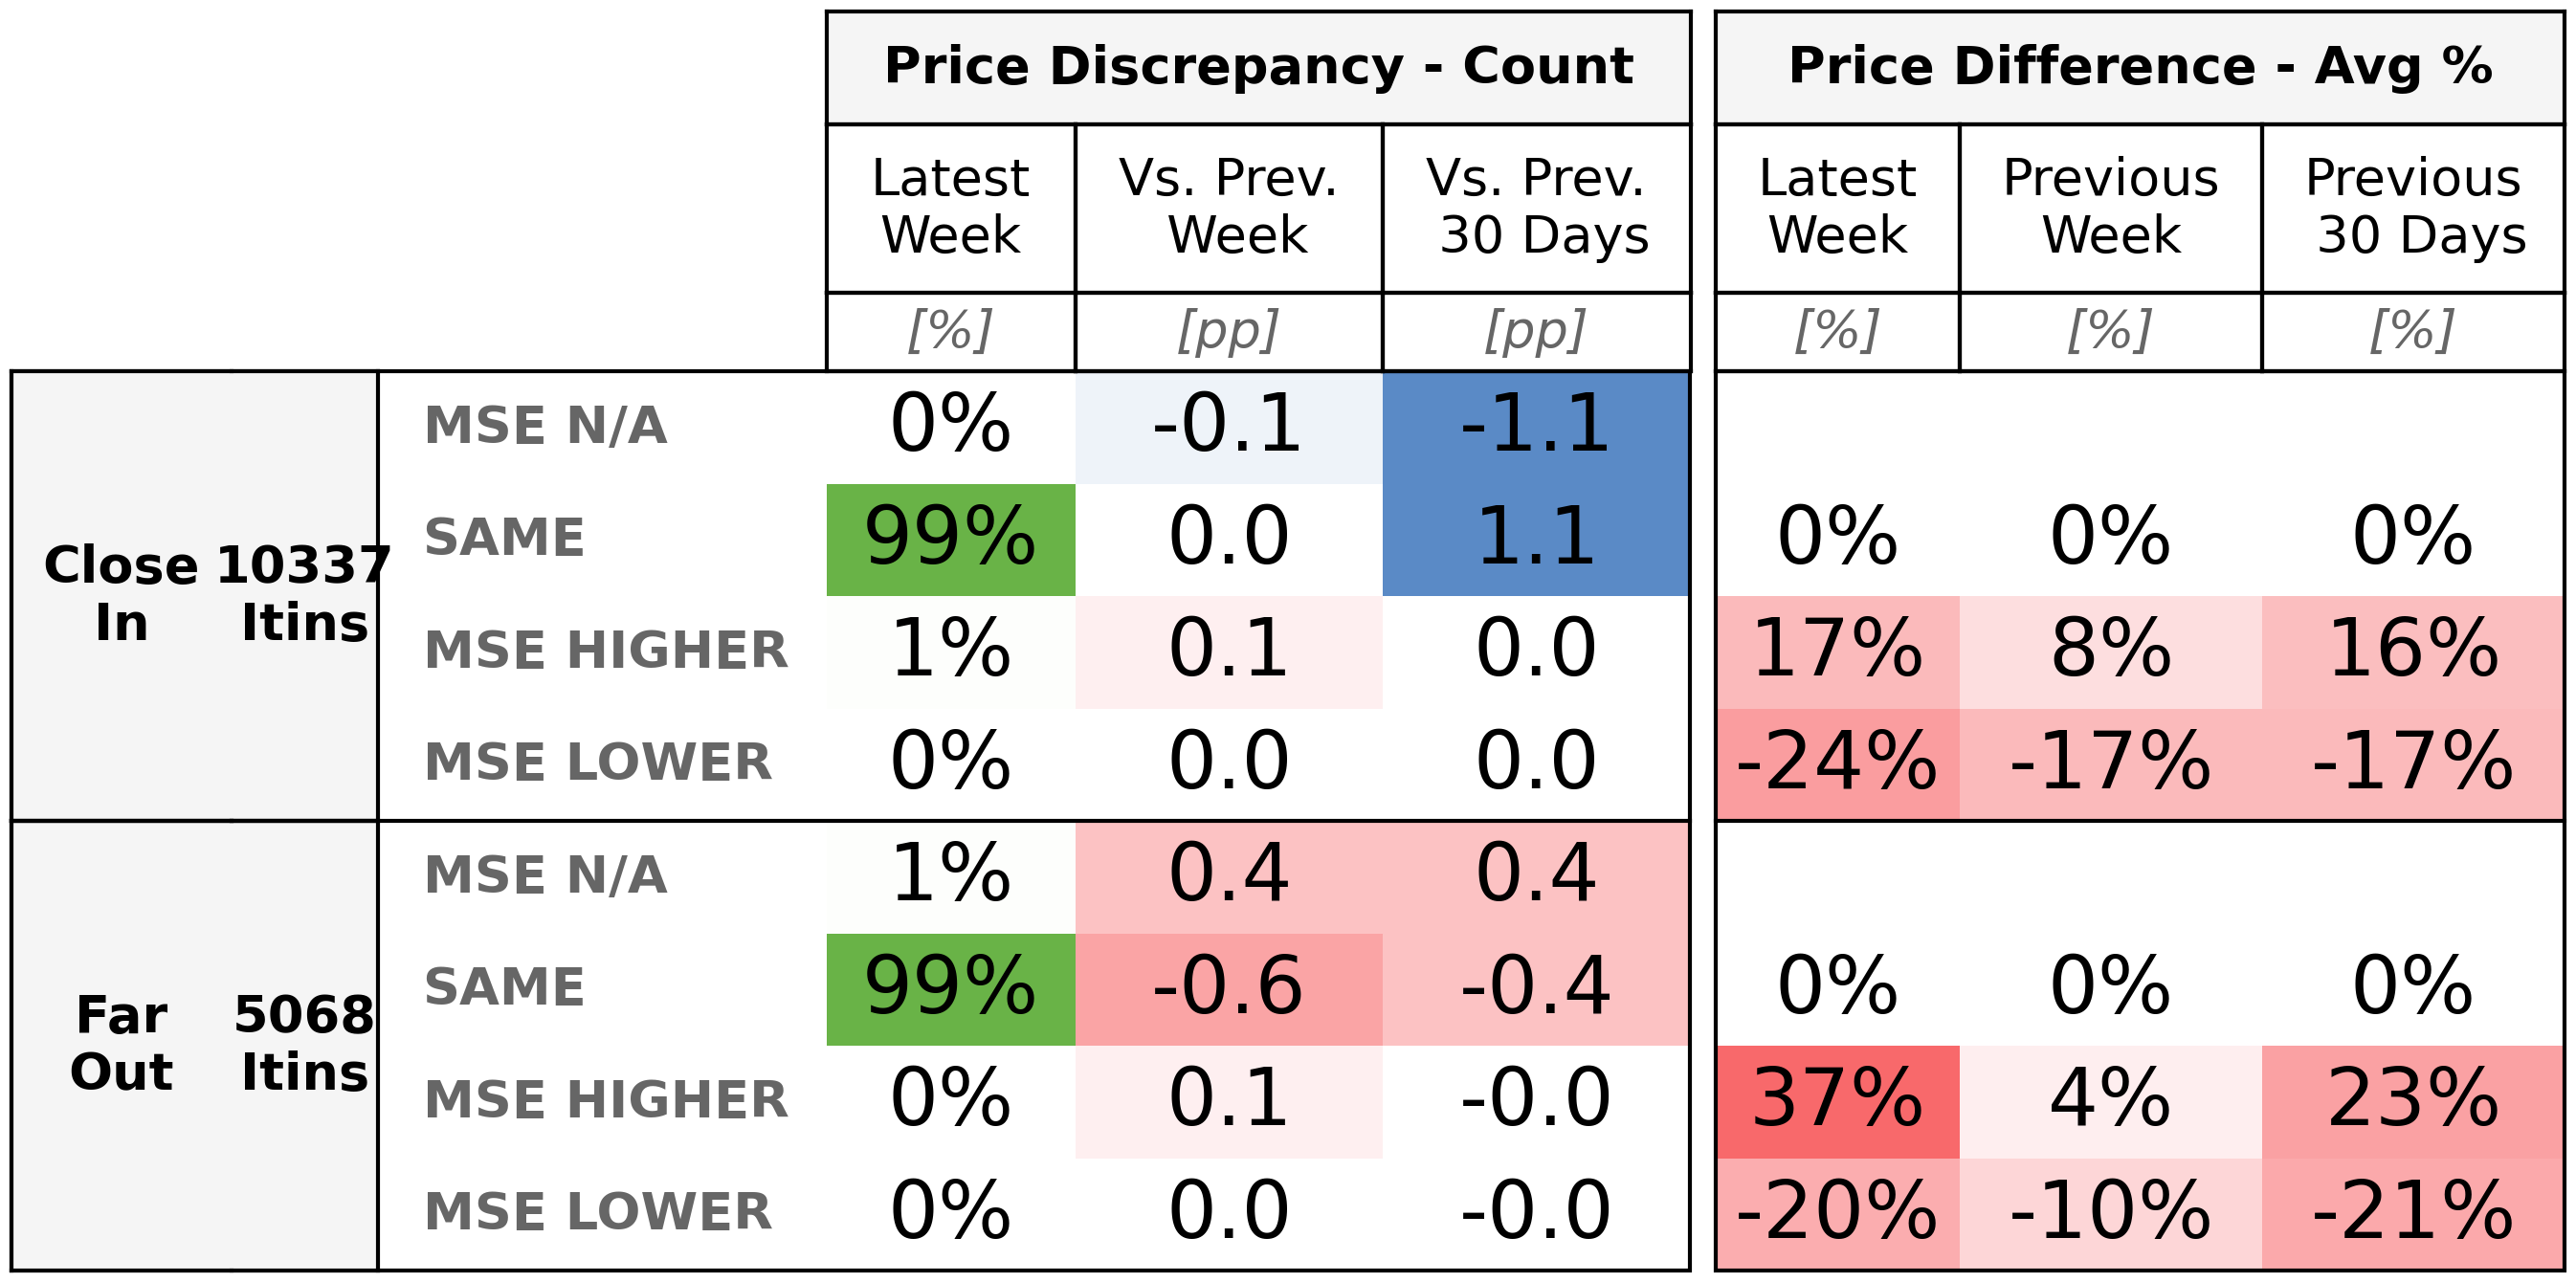 Price Discrepancy - Count Price Difference - Avg %
Latest Vs. Prev. Vs. Prev. Latest Previous Previous
Week Week 30 Days Week Week 30 Days
[%] [pp] [pp] [%] [%] [%]
MSE N/A 0% -0.1 -1.1
SAME 99% 0.0 1.1 0% 0% 0%
Close 10337
In Itins
MSE HIGHER 1% 0.1 0.0 17% 8% 16%
MSE LOWER 0% 0.0 0.0 -24% -17% -17%
MSE N/A 1% 0.4 0.4
SAME 99% -0.6 -0.4 0% 0% 0%
Far 5068
Out Itins
MSE HIGHER 0% 0.1 -0.0 37% 4% 23%
MSE LOWER 0% 0.0 -0.0 -20% -10% -21%